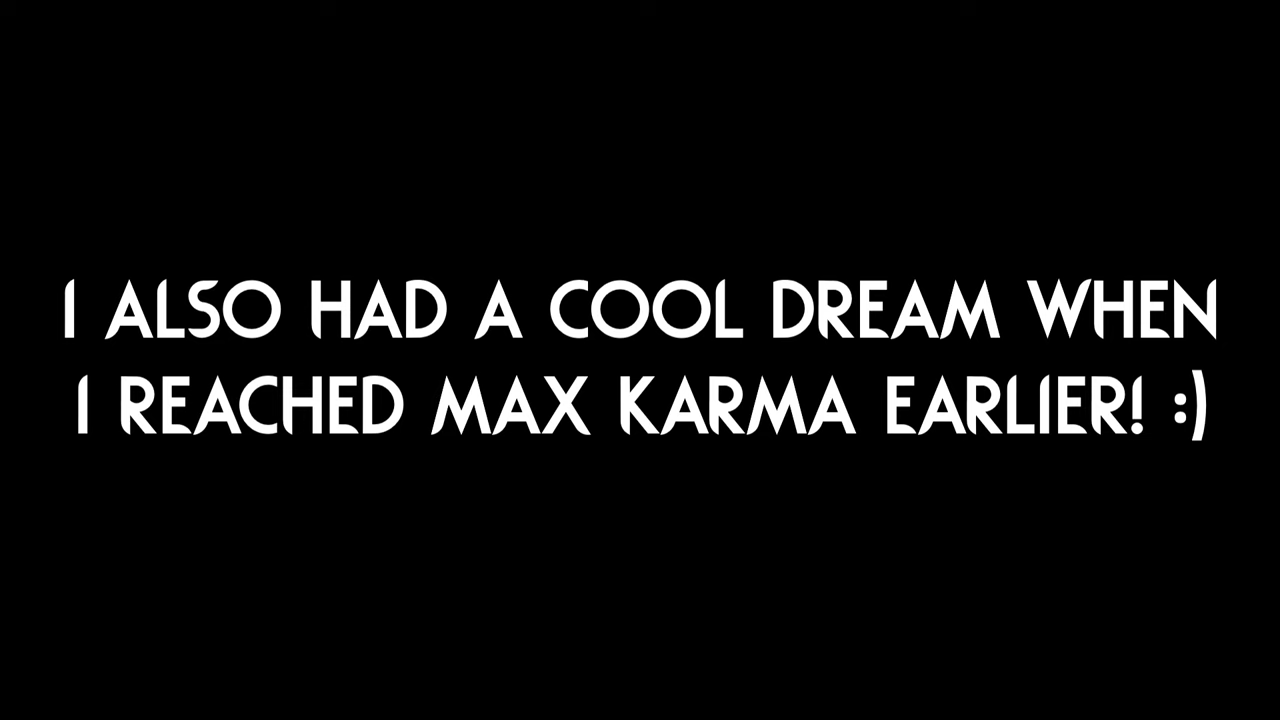 I ALSO HAD A COOL DREAM WHEN
I REACHED MAX KARMA EARLIER! :)